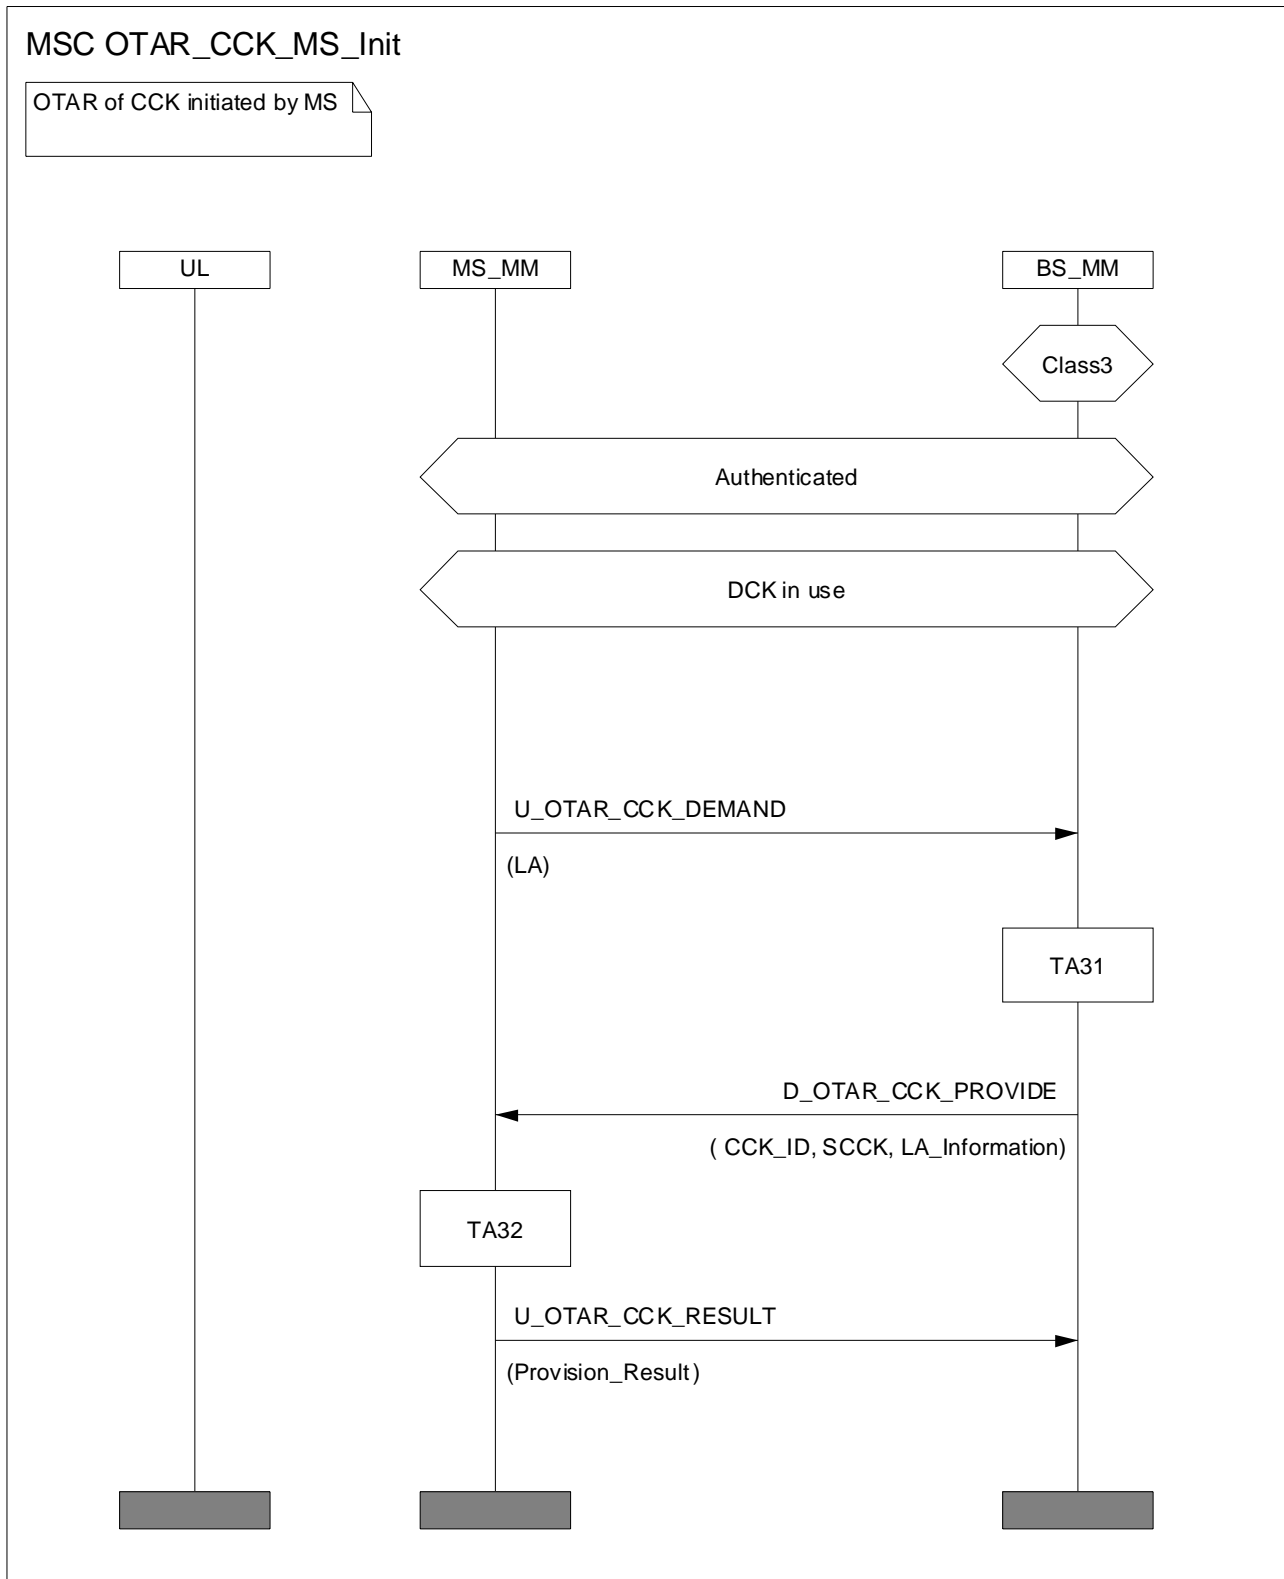 MSC OTAR_CCK_MS_Init
OTAR of CCK initiated by MS
UL
MS_MM
BS_MM
Class3
Authenticated
DCK in use
U_OTAR_CCK_DEMAND
(LA)
TA31
D_OTAR_CCK_PROVIDE
( CCK_ID, SCCK, LA_Information)
TA32
U_OTAR_CCK_RESULT
(Provision_Result)